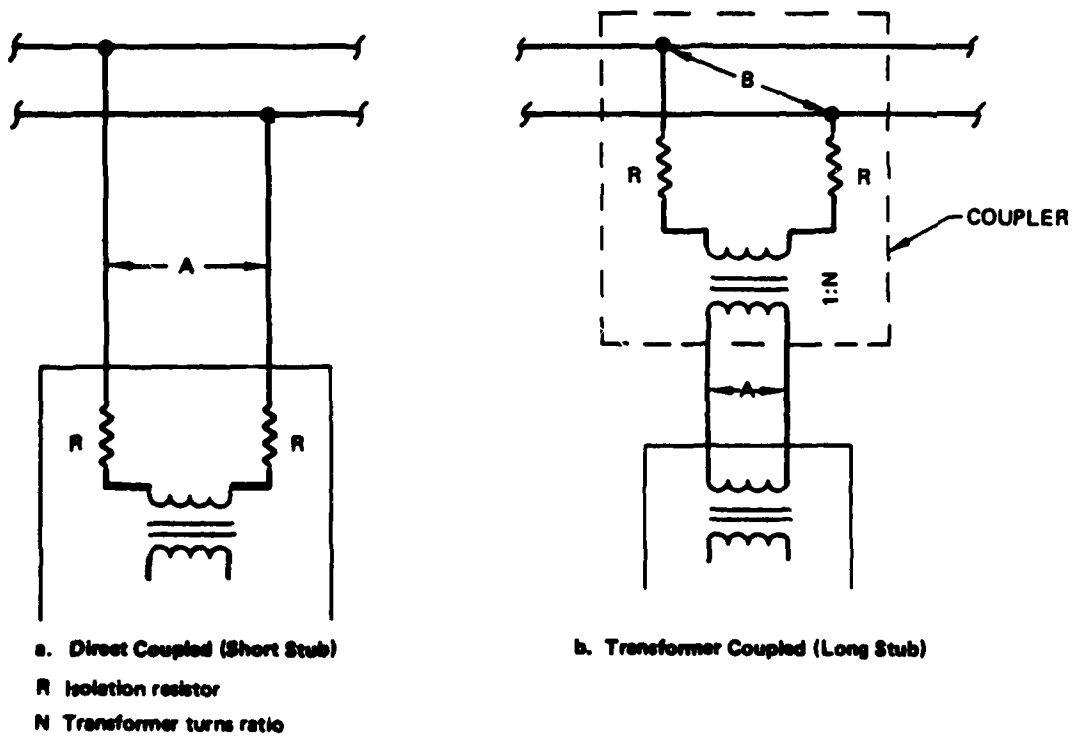 B
R
R
COUPLER
A
1:N
A
R
R
a. Direct Coupled (Short Stub)
b. Transformer Coupled (Long Stub)
R Isolation resistor
N Transformer turns ratio